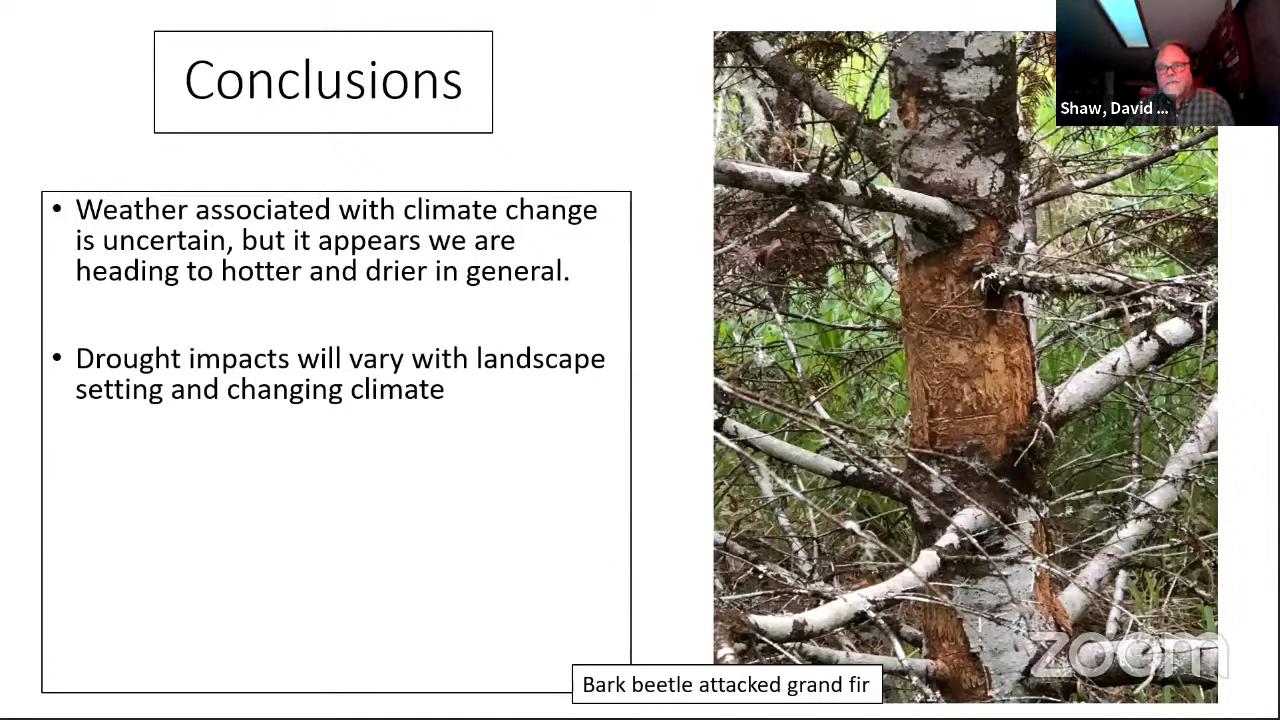 Conclusions
Shaw, David ...
• Weather associated with climate change
is uncertain, but it appears we are
heading to hotter and drier in general.
• Drought impacts will vary with landscape
setting and changing climate
zoom
Bark beetle attacked grand fir